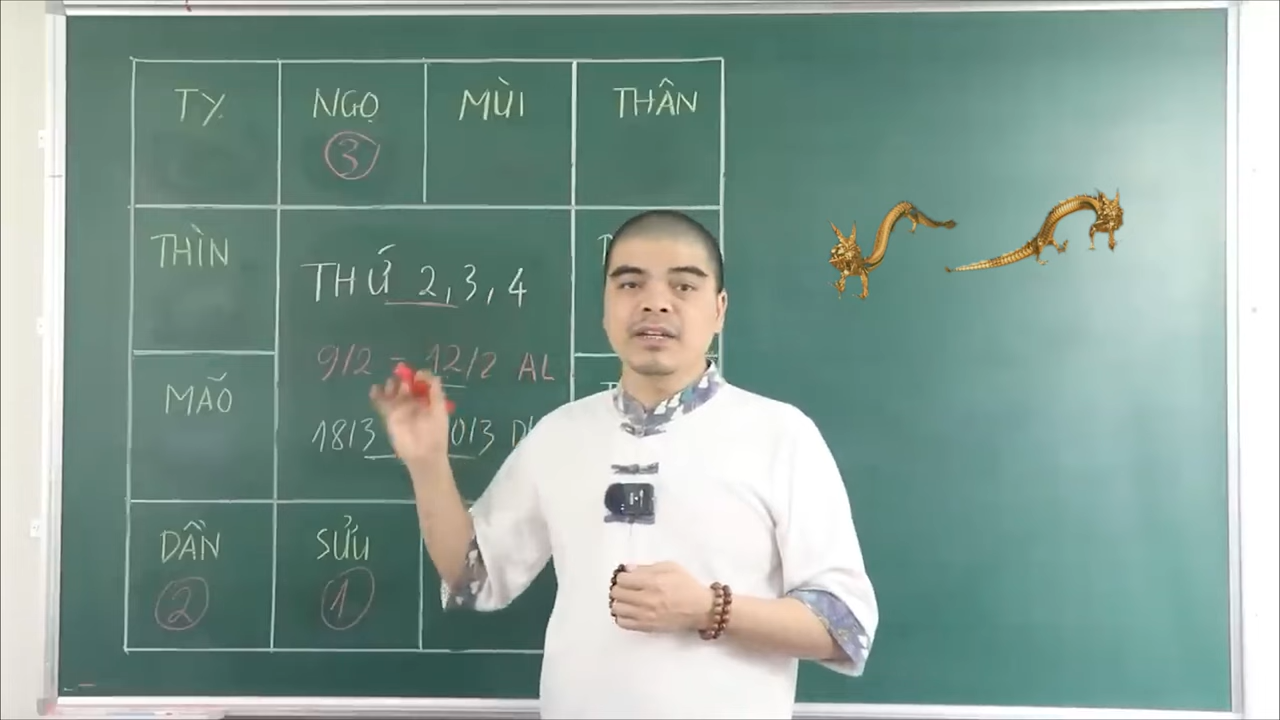 TỴ NGỌ MÙI THÂN
3
THÌN
THỨ 2,3,4
9/2 - 12/2 AL
MÃO
18/3
DẦN SỬU
2 1